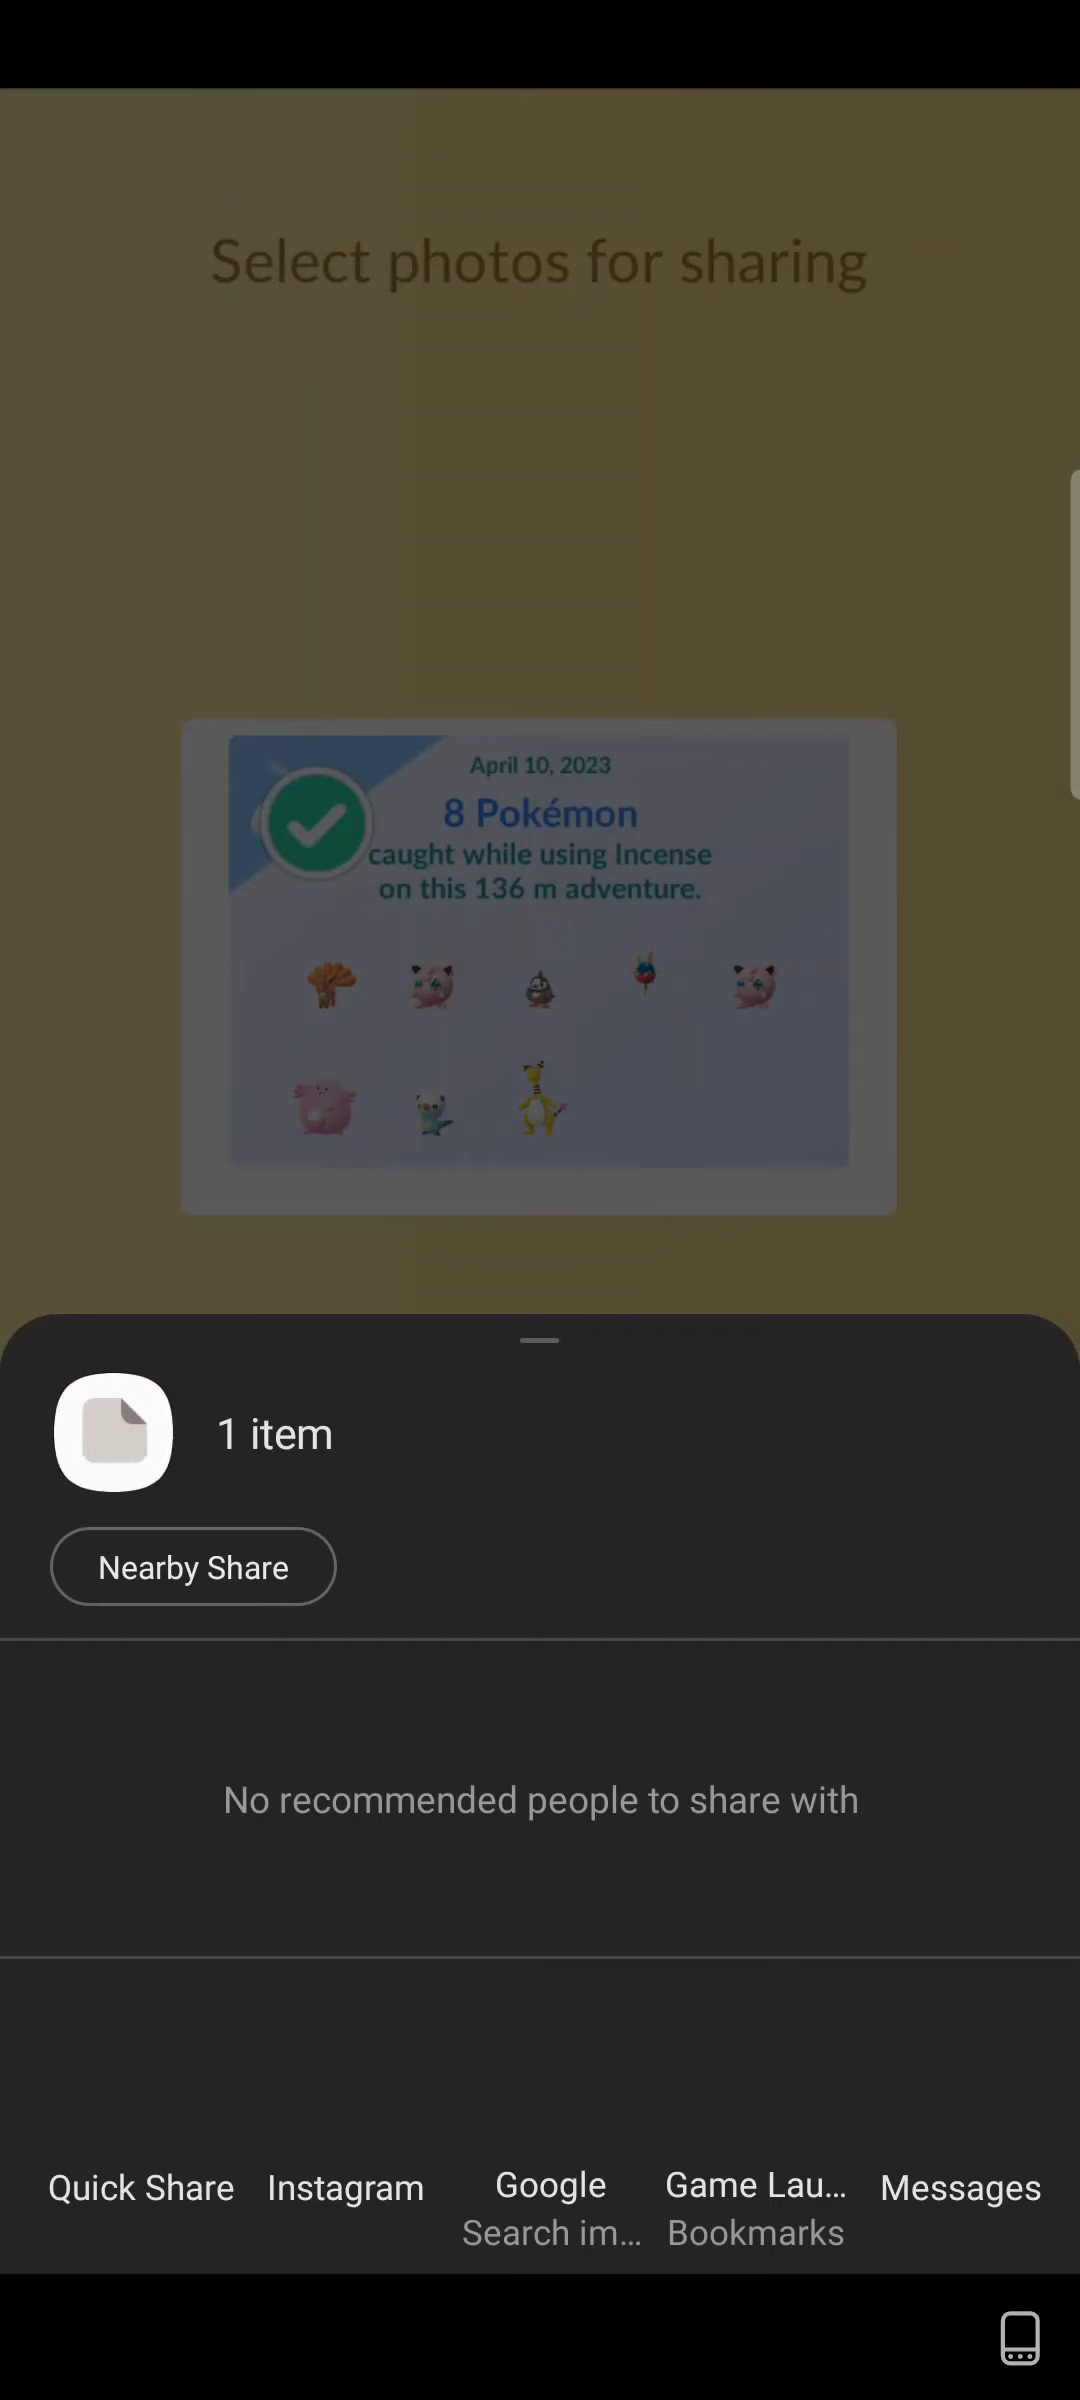 Select photos for sharing
April 10, 2023
8 Pokémon
caught while using Incense
on this 136 m adventure.
1 item
Nearby Share
No recommended people to share with
Quick Share
Instagram
Google
Search im...
Game Lau...
Bookmarks
Messages